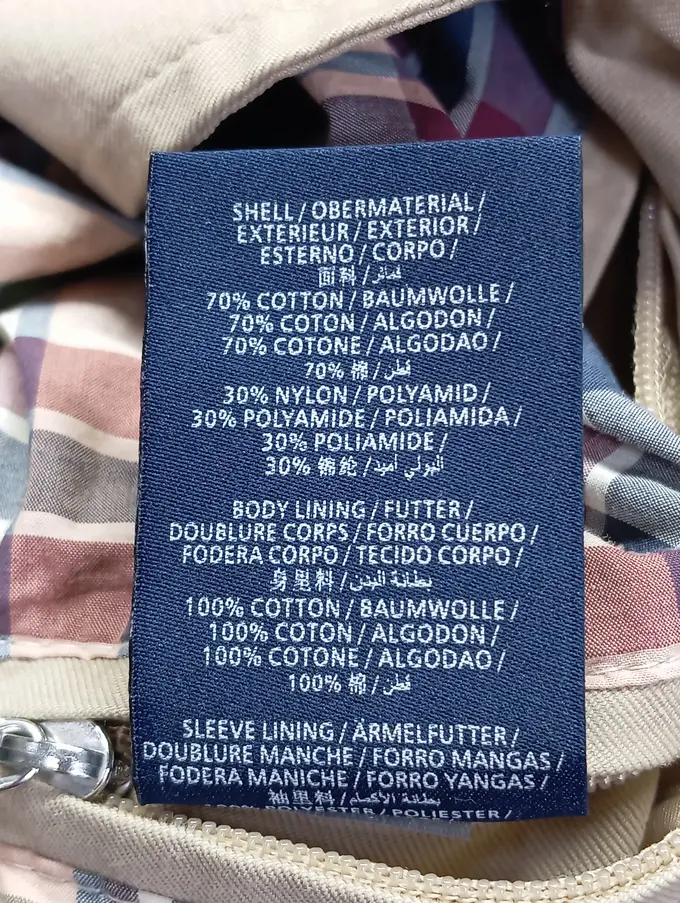 SHELL / OBERMATERIAL /
EXTERIEUR / EXTERIOR /
ESTERNO / CORPO /
面料 / قماش
70% COTTON / BAUMWOLLE /
70% COTON / ALGODON /
70% COTONE / ALGODAO /
70% 棉 / قطن
30% NYLON / POLYAMID /
30% POLYAMIDE / POLIAMIDA /
30% POLIAMIDE /
30% 锦纶 / البولي أميد
BODY LINING / FUTTER /
DOUBLURE CORPS / FORRO CUERPO /
FODERA CORPO / TECIDO CORPO /
身里料 / بطانة البدن
100% COTTON / BAUMWOLLE /
100% COTON / ALGODON /
100% COTONE / ALGODAO /
100% 棉 / قطن
SLEEVE LINING / ÄRMELFUTTER /
DOUBLURE MANCHE / FORRO MANGAS /
FODERA MANICHE / FORRO YANGAS /
袖里料 / بطانة الأكمام
100% POLYESTER / POLIESTER /